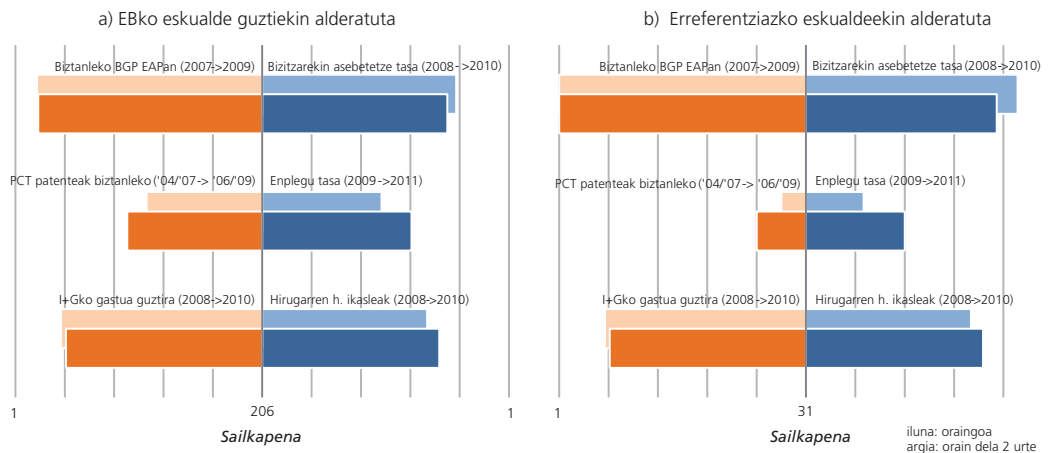 a) EBko eskualde guztiekin alderatuta
Biztanleko BGP EAPan (2007->2009)
Bizitzarekin asebetetze tasa (2008->2010)
PCT patenteak biztanleko ('04/'07-> '06/'09)
Enplegu tasa (2009->2011)
I+Gko gastua guztira (2008->2010)
Hirugarren h. ikasleak (2008->2010)
1
206
1
Sailkapena
b) Erreferentziazko eskualdeekin alderatuta
Biztanleko BGP EAPan (2007->2009)
Bizitzarekin asebetetze tasa (2008->2010)
PCT patenteak biztanleko ('04/'07-> '06/'09)
Enplegu tasa (2009->2011)
I+Gko gastua guztira (2008->2010)
Hirugarren h. ikasleak (2008->2010)
1
31
Sailkapena
iluna: oraingoa
argia: orain dela 2 urte